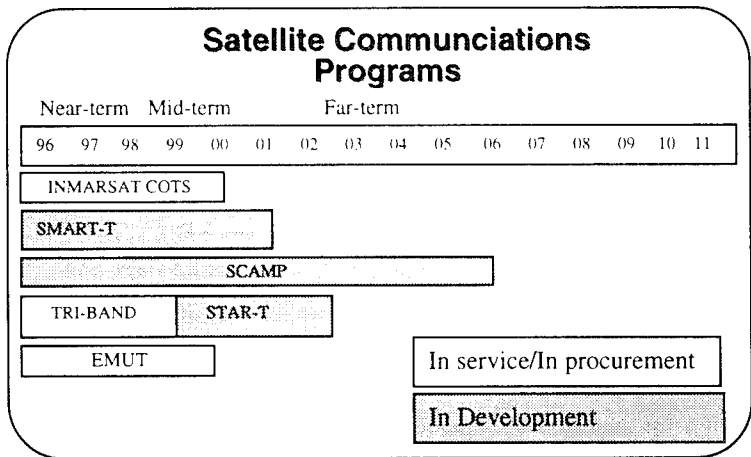 Satellite Communciations
Programs
Near-term Mid-term Far-term
96 97 98 99 00 01 02 03 04 05 06 07 08 09 10 11
INMARSAT COTS
SMART-T
SCAMP
TRI-BAND STAR-T
EMUT
In service/In procurement
In Development